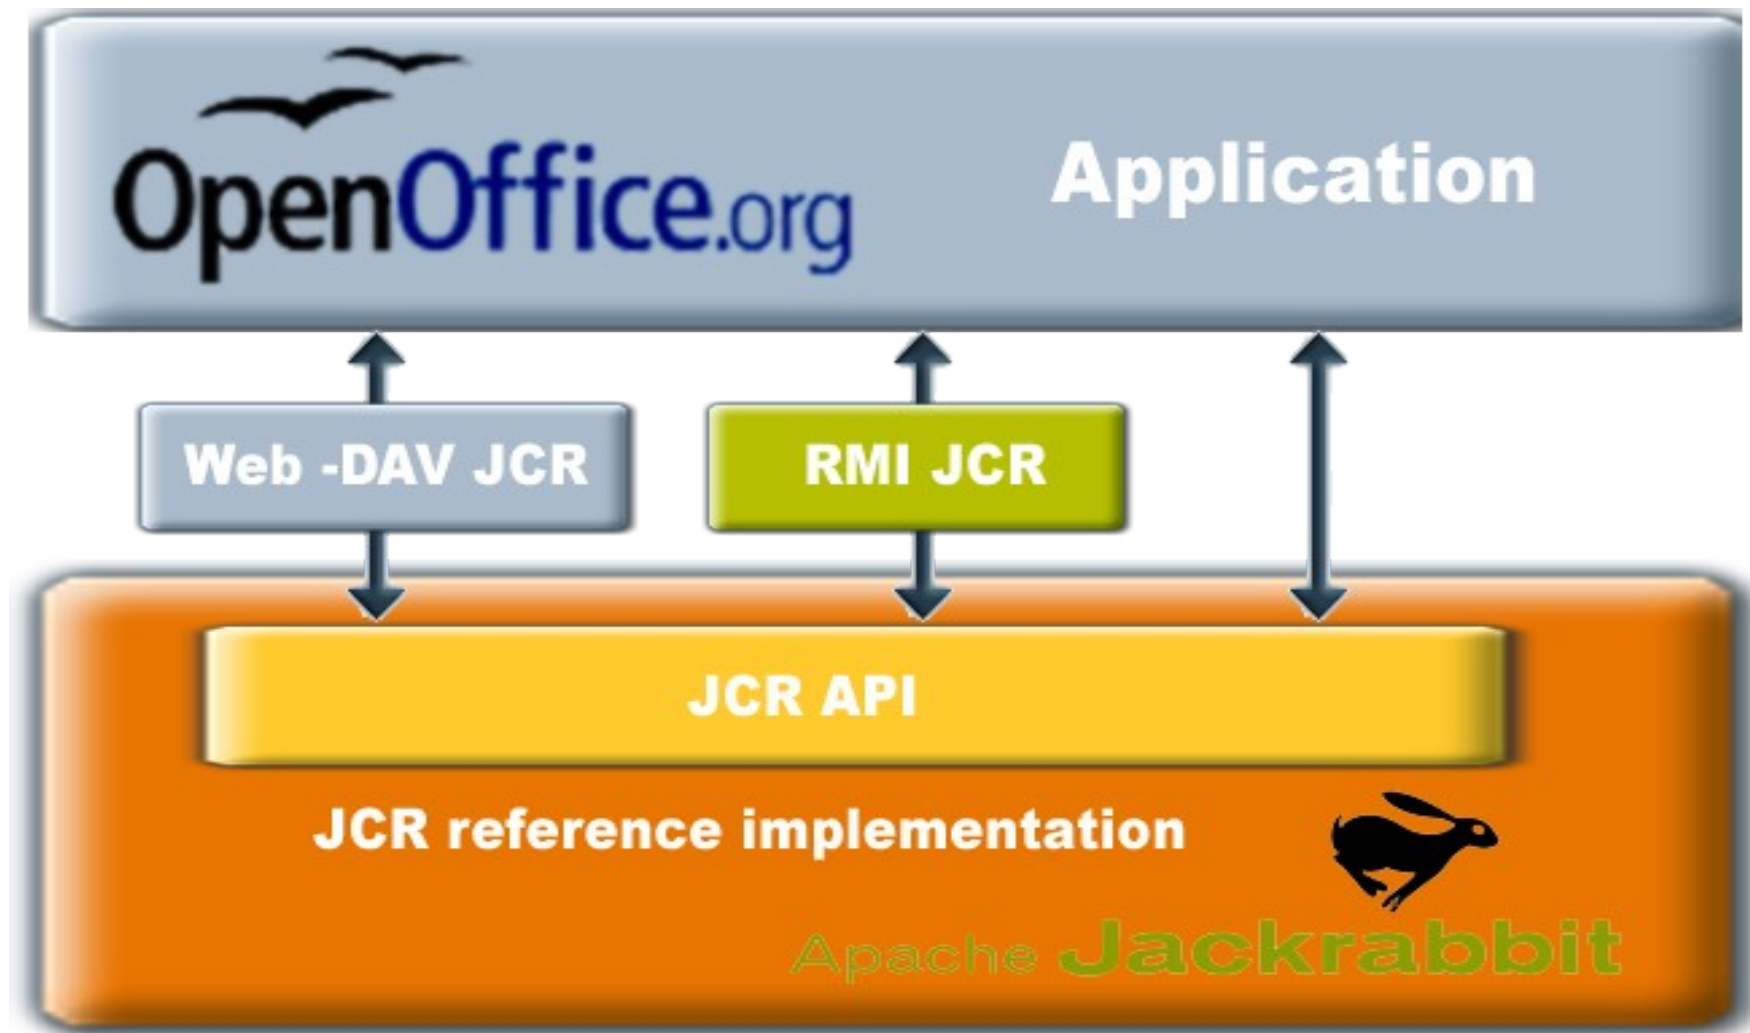 OpenOffice.org
Application
Web -DAV JCR
RMI JCR
JCR API
JCR reference implementation
Apache Jackrabbit